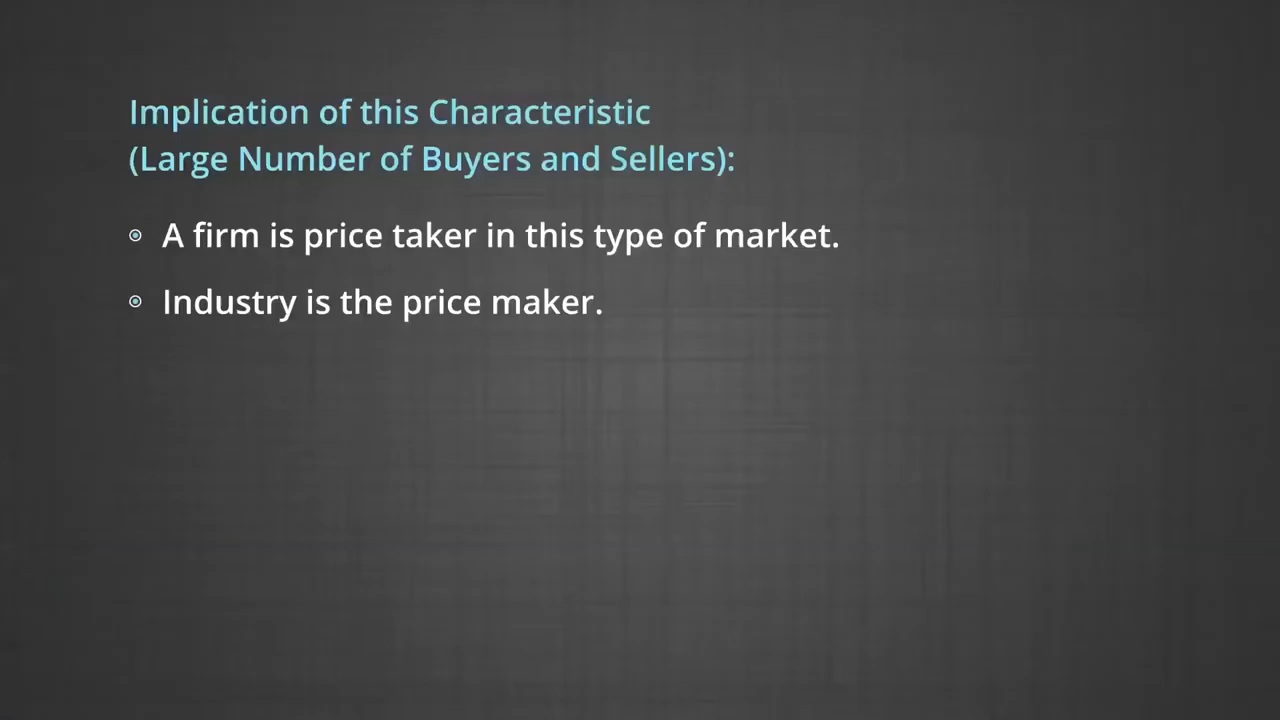 Implication of this Characteristic
(Large Number of Buyers and Sellers):
A firm is price taker in this type of market.
Industry is the price maker.